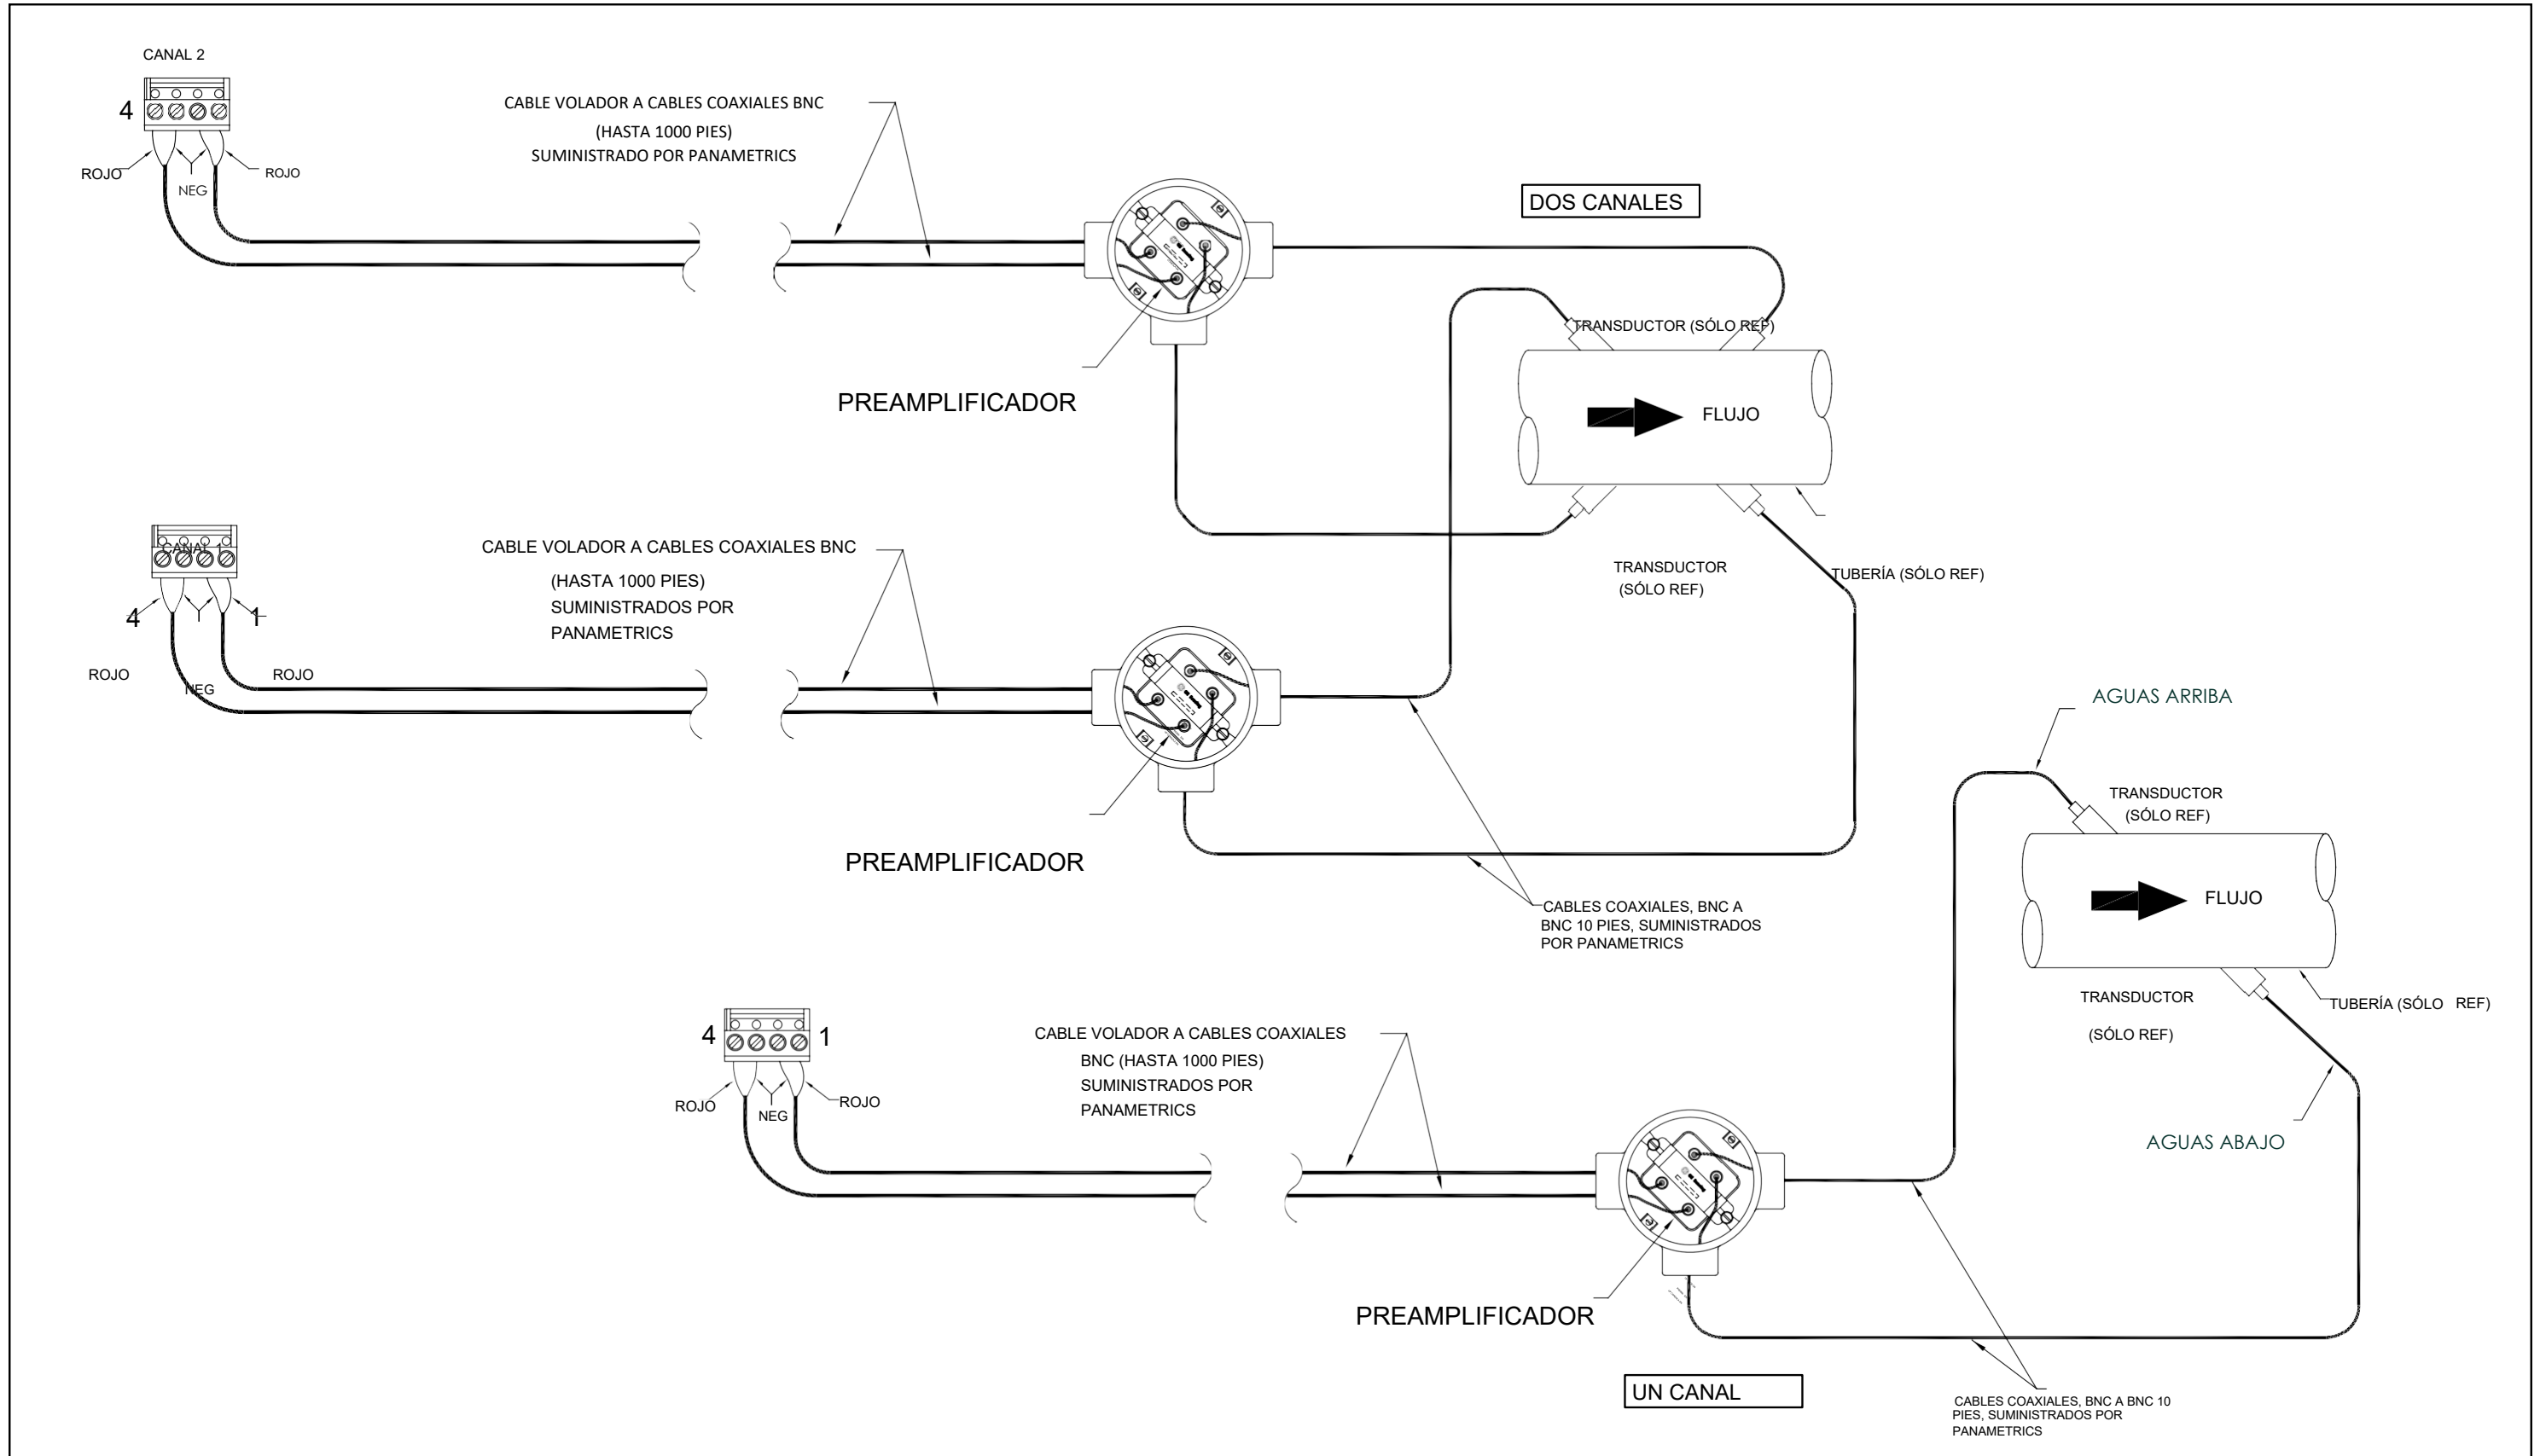 CANAL 2
4
ROJO
NEG
ROJO
CABLE VOLADOR A CABLES COAXIALES BNC
(HASTA 1000 PIES)
SUMINISTRADO POR PANAMETRICS
PREAMPLIFICADOR
DOS CANALES
TRANSDUCTOR (SÓLO REF)
FLUJO
TRANSDUCTOR
(SÓLO REF)
TUBERÍA (SÓLO REF)
CANAL 1
4
1
ROJO
NEG
ROJO
CABLE VOLADOR A CABLES COAXIALES BNC
(HASTA 1000 PIES)
SUMINISTRADOS POR
PANAMETRICS
PREAMPLIFICADOR
CABLES COAXIALES, BNC A
BNC 10 PIES, SUMINISTRADOS
POR PANAMETRICS
AGUAS ARRIBA
TRANSDUCTOR
(SÓLO REF)
FLUJO
TRANSDUCTOR
(SÓLO REF)
TUBERÍA (SÓLO REF)
AGUAS ABAJO
4
1
ROJO
NEG
ROJO
CABLE VOLADOR A CABLES COAXIALES
BNC (HASTA 1000 PIES)
SUMINISTRADOS POR
PANAMETRICS
PREAMPLIFICADOR
UN CANAL
CABLES COAXIALES, BNC A BNC 10
PIES, SUMINISTRADOS POR
PANAMETRICS